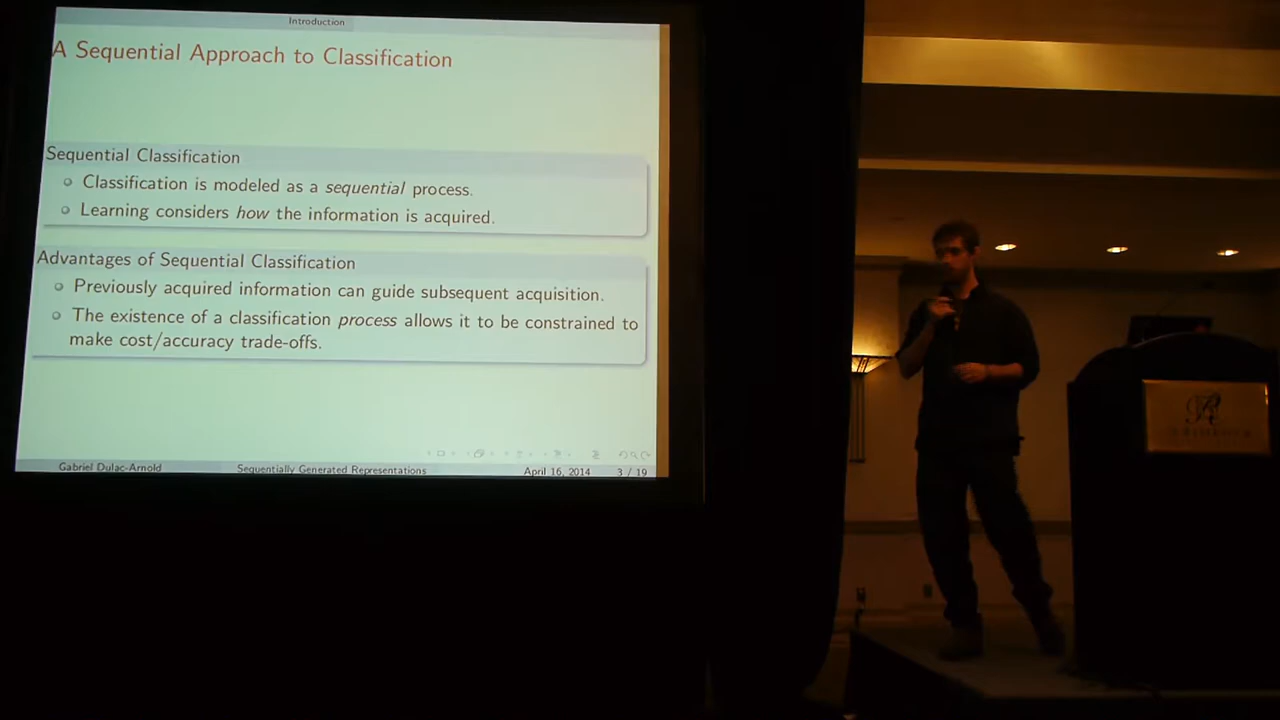 Introduction
A Sequential Approach to Classification
Sequential Classification
Classification is modeled as a sequential process.
Learning considers how the information is acquired.
Advantages of Sequential Classification
Previously acquired information can guide subsequent acquisition.
The existence of a classification process allows it to be constrained to
make cost/accuracy trade-offs.
Gabriel Dulac-Arnold Sequentially Generated Representations April 16, 2014 3 / 19
R